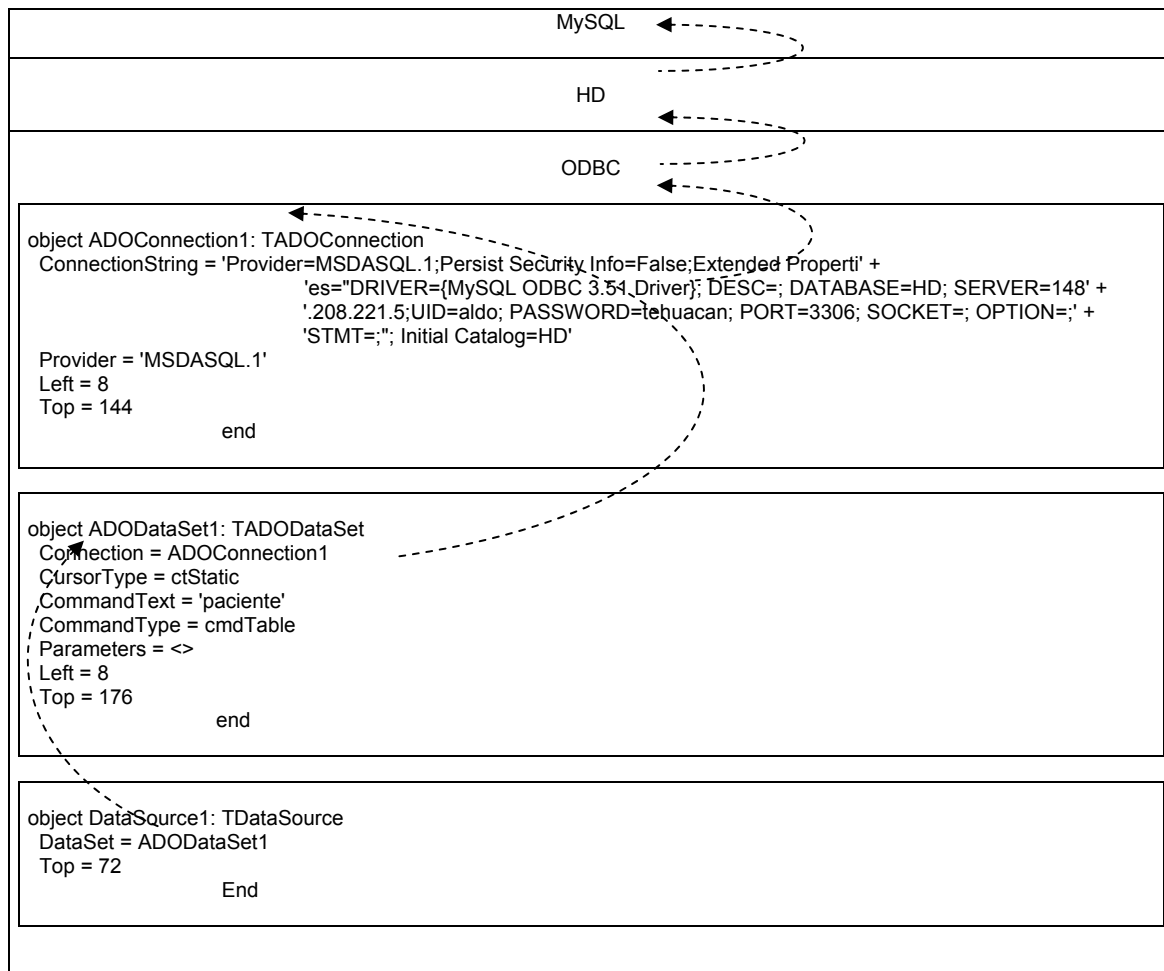 MySQL
HD
ODBC
object ADOConnection1: TADOConnection
ConnectionString = 'Provider=MSDASQL.1;Persist Security Info=False;Extended Properti' +
'es="DRIVER={MySQL ODBC 3.51 Driver}; DESC=; DATABASE=HD; SERVER=148' +
'.208.221.5;UID=aldo; PASSWORD=tehuacan; PORT=3306; SOCKET=; OPTION=;' +
'STMT=;"; Initial Catalog=HD'
Provider = 'MSDASQL.1'
Left = 8
Top = 144
end
object ADODataSet1: TADODataSet
Connection = ADOConnection1
CursorType = ctStatic
CommandText = 'paciente'
CommandType = cmdTable
Parameters = <>
Left = 8
Top = 176
end
object DataSource1: TDataSource
DataSet = ADODataSet1
Top = 72
End